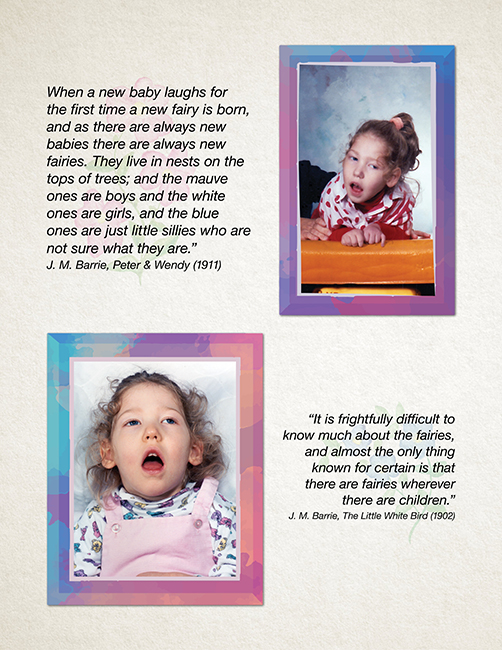 When a new baby laughs for
the first time a new fairy is born,
and as there are always new
babies there are always new
fairies. They live in nests on the
tops of trees; and the mauve
ones are boys and the white
ones are girls, and the blue
ones are just little sillies who are
not sure what they are.”
J. M. Barrie, Peter & Wendy (1911)
“It is frightfully difficult to
know much about the fairies,
and almost the only thing
known for certain is that
there are fairies wherever
there are children.”
J. M. Barrie, The Little White Bird (1902)